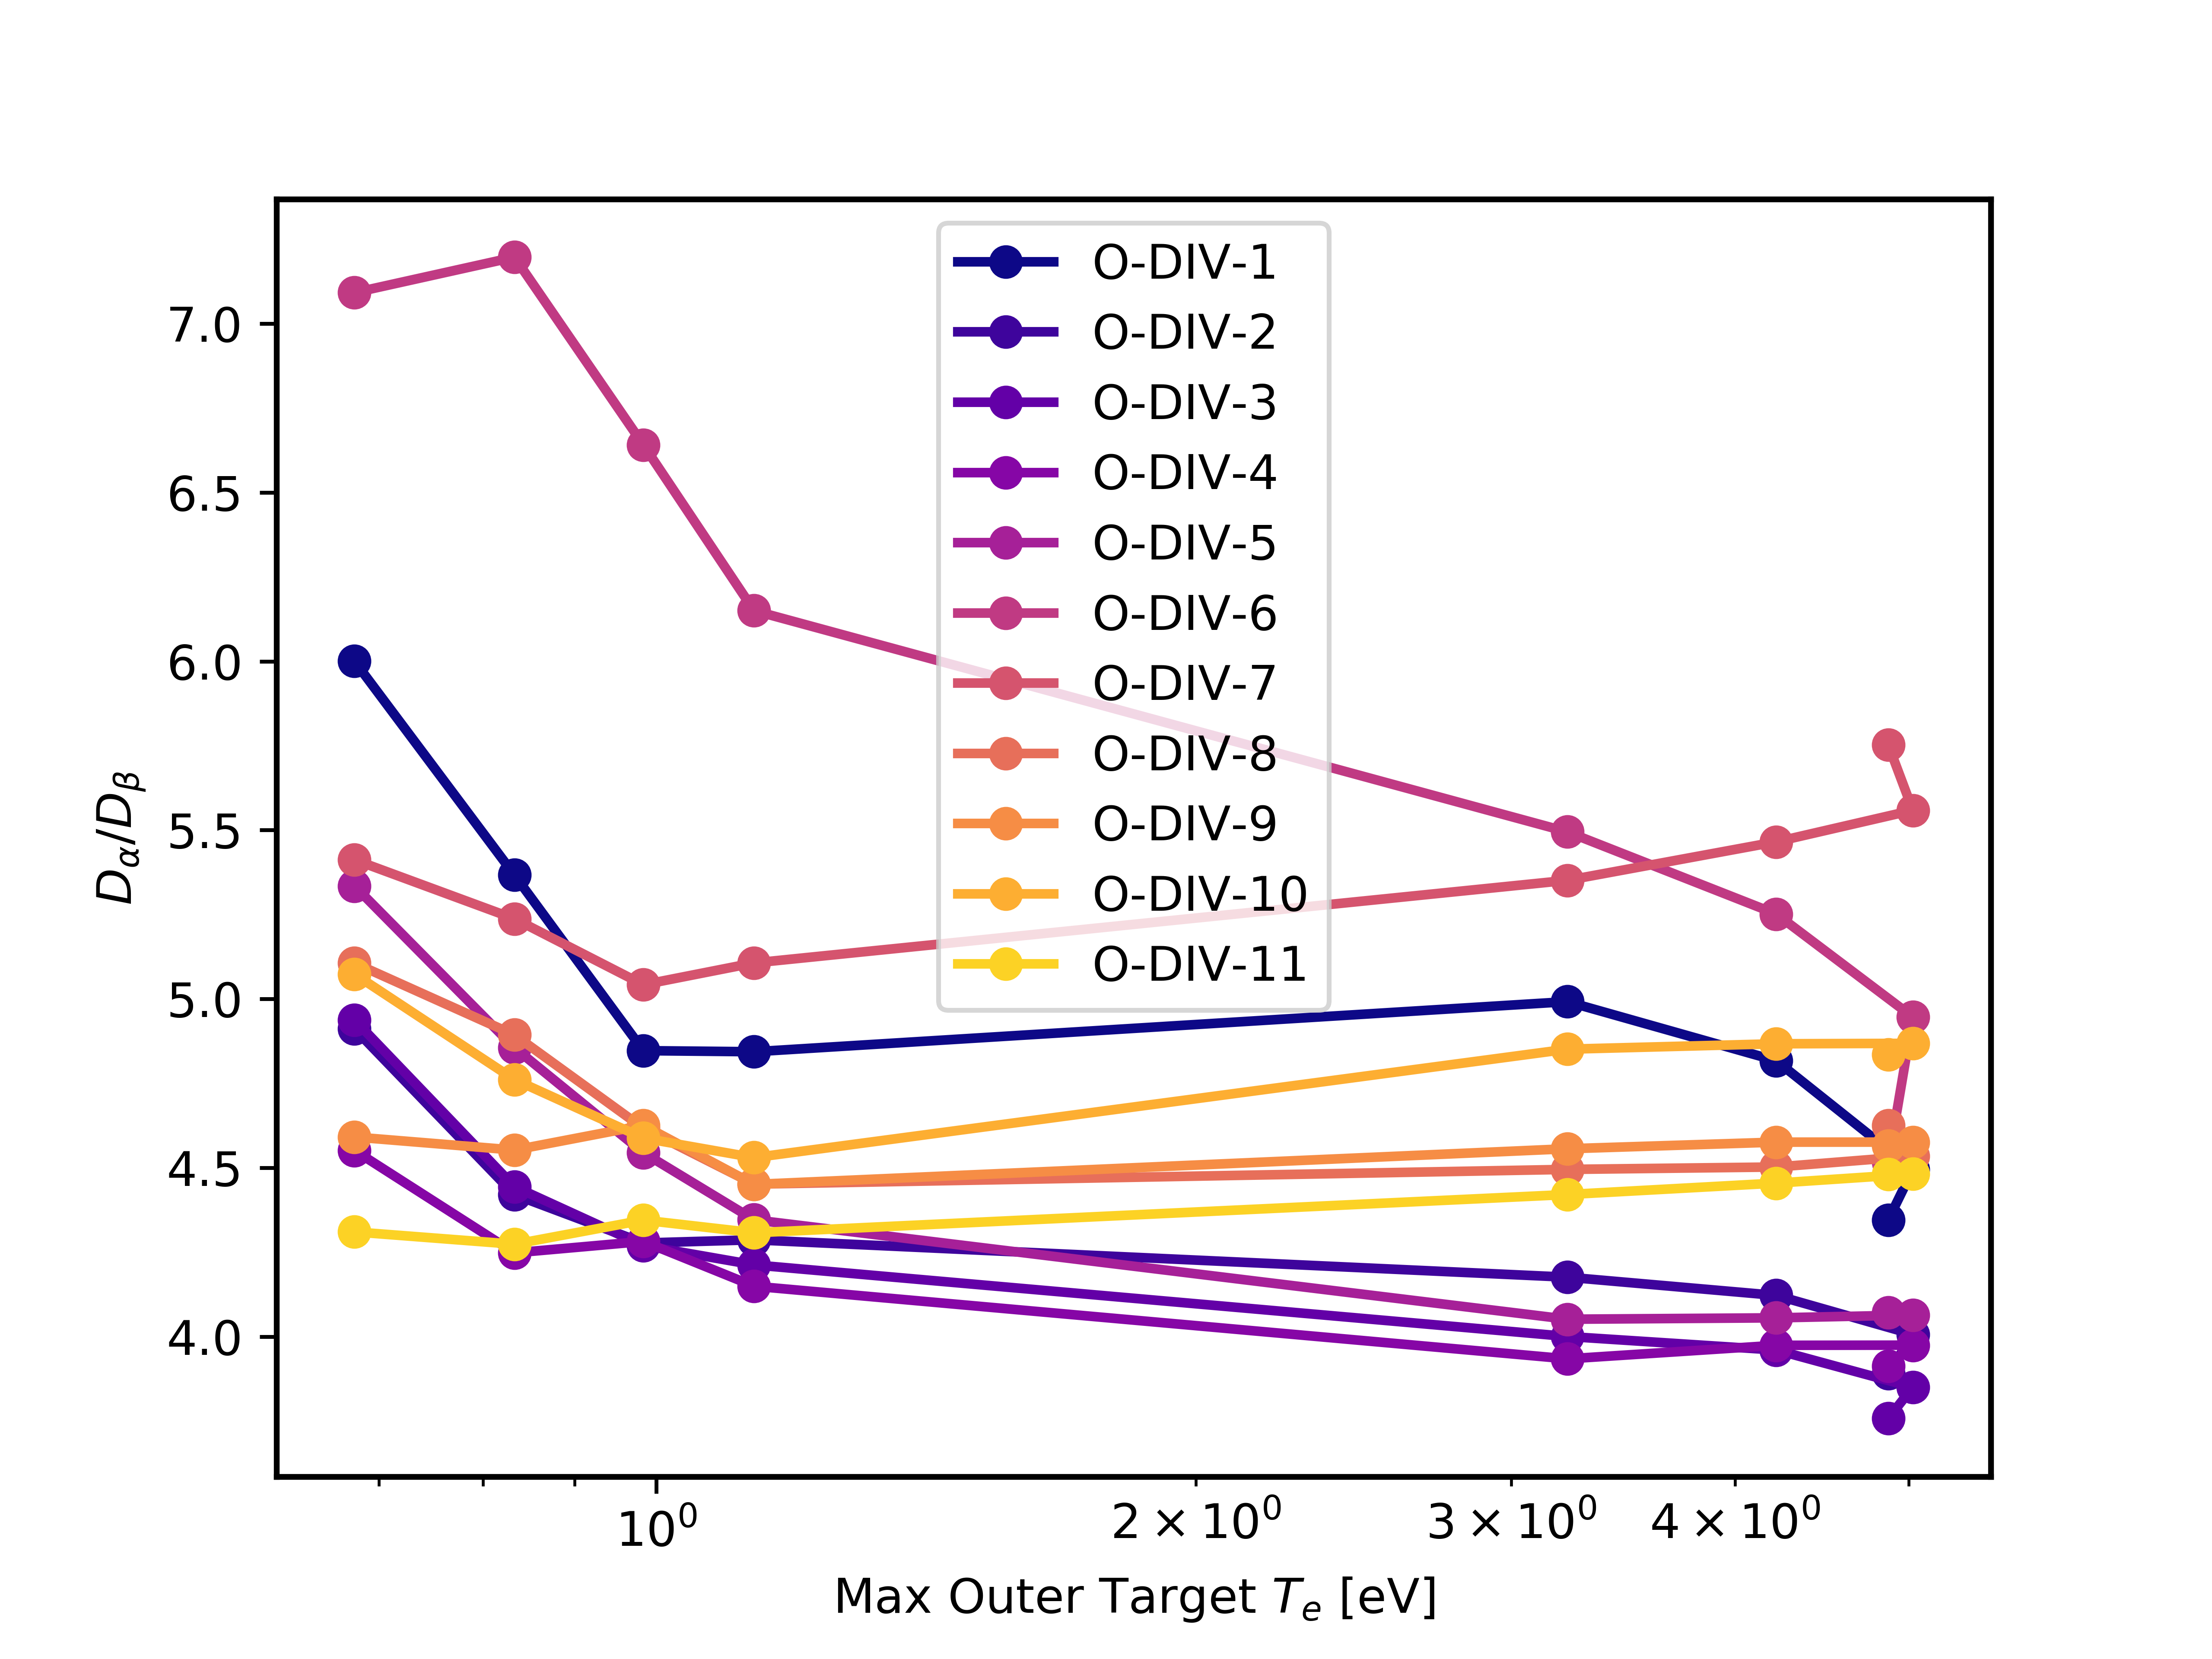 O-DIV-1
O-DIV-2
O-DIV-3
O-DIV-4
O-DIV-5
O-DIV-6
O-DIV-7
O-DIV-8
O-DIV-9
O-DIV-10
O-DIV-11
7.0
6.5
6.0
5.5
5.0
4.5
4.0
Dα/Dβ
10⁰
2 × 10⁰
3 × 10⁰
4 × 10⁰
Max Outer Target Tₑ [eV]